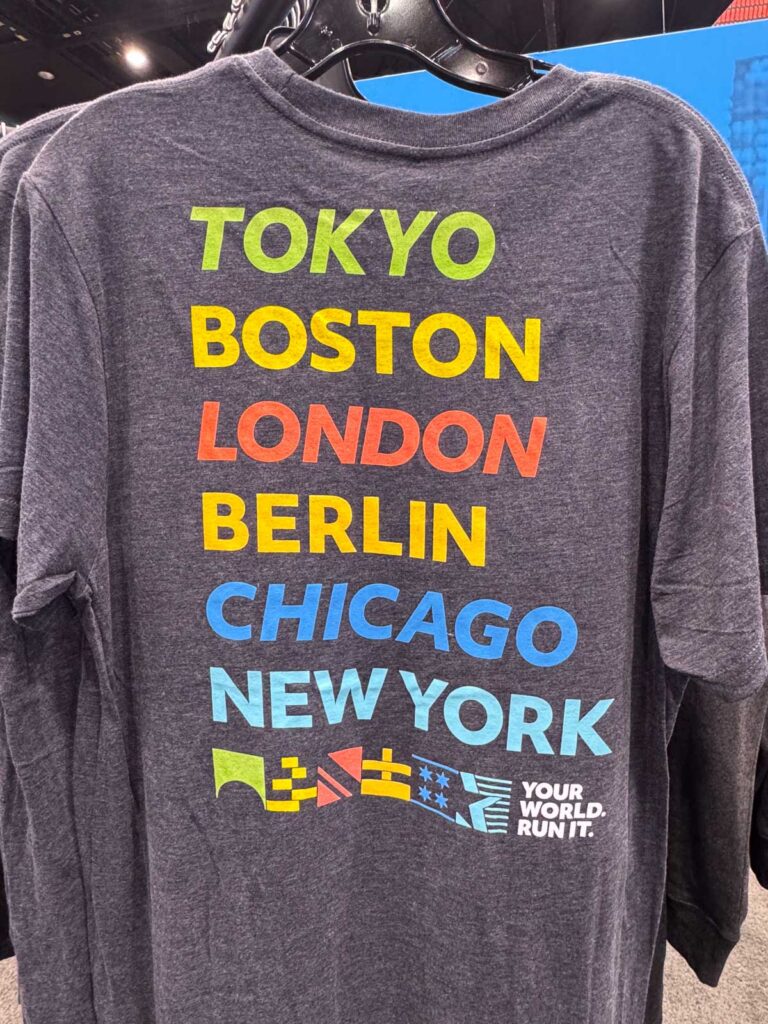 TOKYO
BOSTON
LONDON
BERLIN
CHICAGO
NEW YORK
YOUR
WORLD.
RUN IT.